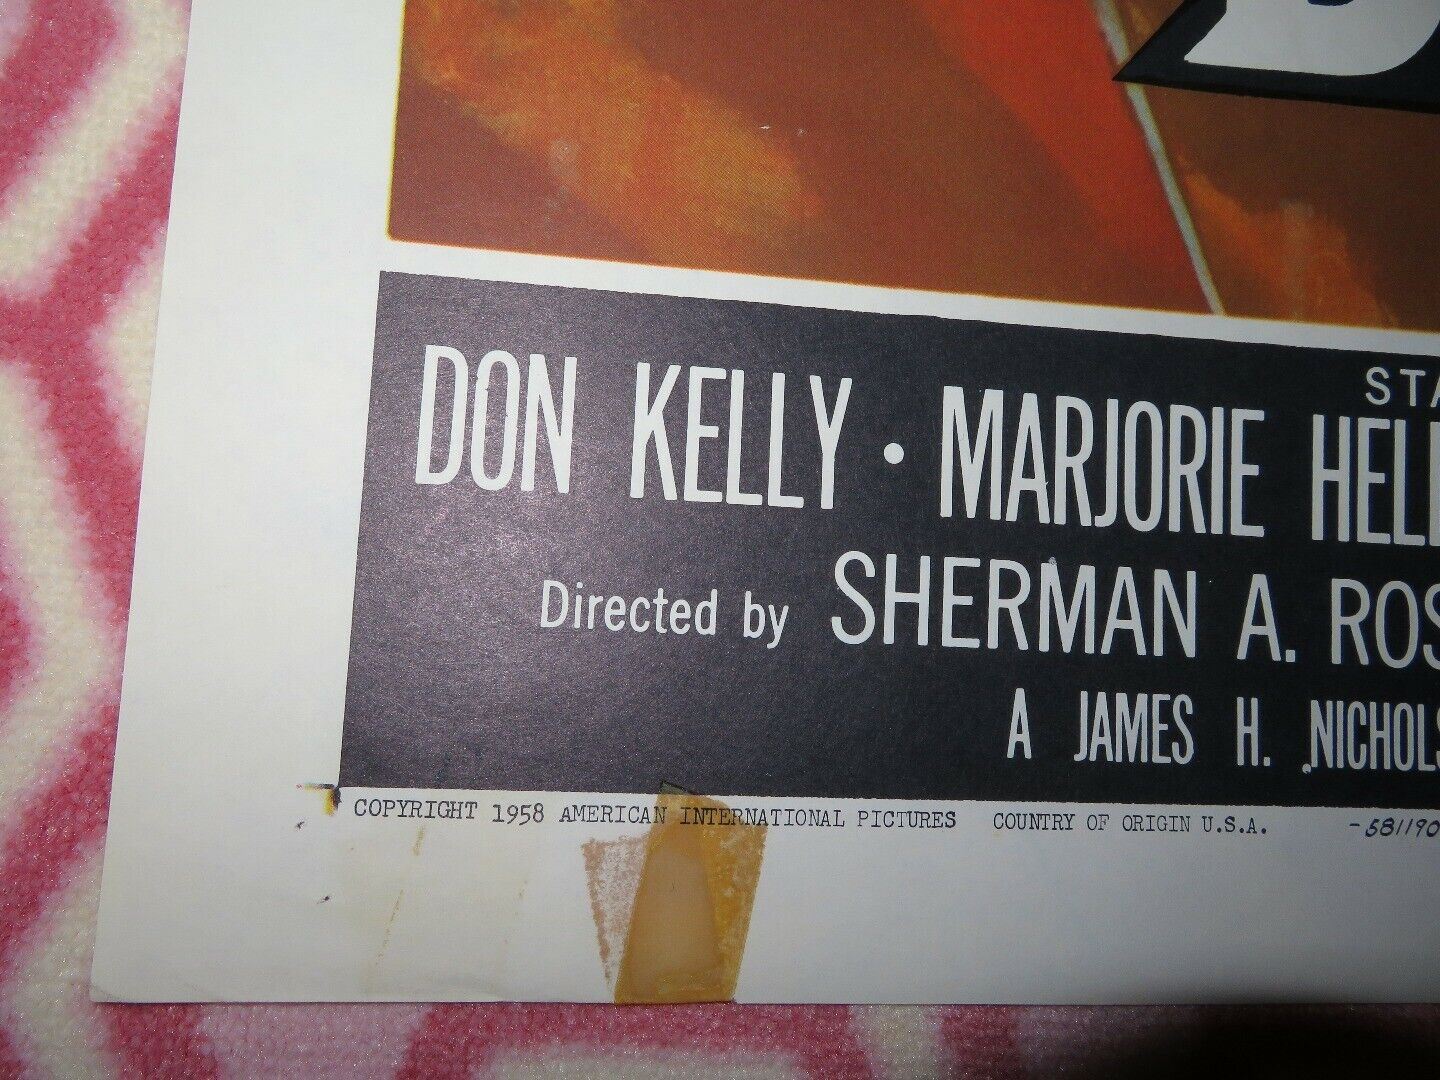 STA
DON KELLY • MARJORIE HELL
Directed by SHERMAN A. ROS
A JAMES H. NICHOLS
COPYRIGHT 1958 AMERICAN INTERNATIONAL PICTURES COUNTRY OF ORIGIN U.S.A. -581190